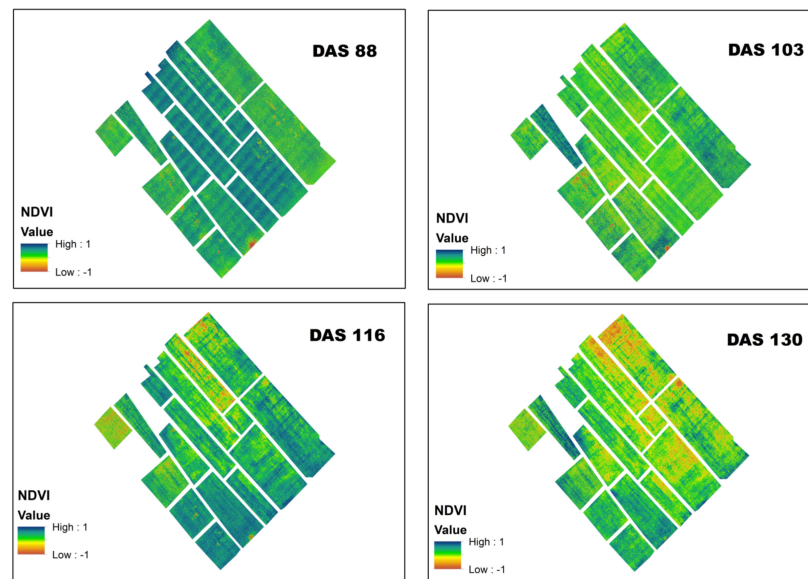 DAS 88
NDVI
Value
High : 1
Low : -1
DAS 103
NDVI
Value
High : 1
Low : -1
DAS 116
NDVI
Value
High : 1
Low : -1
DAS 130
NDVI
Value
High : 1
Low : -1